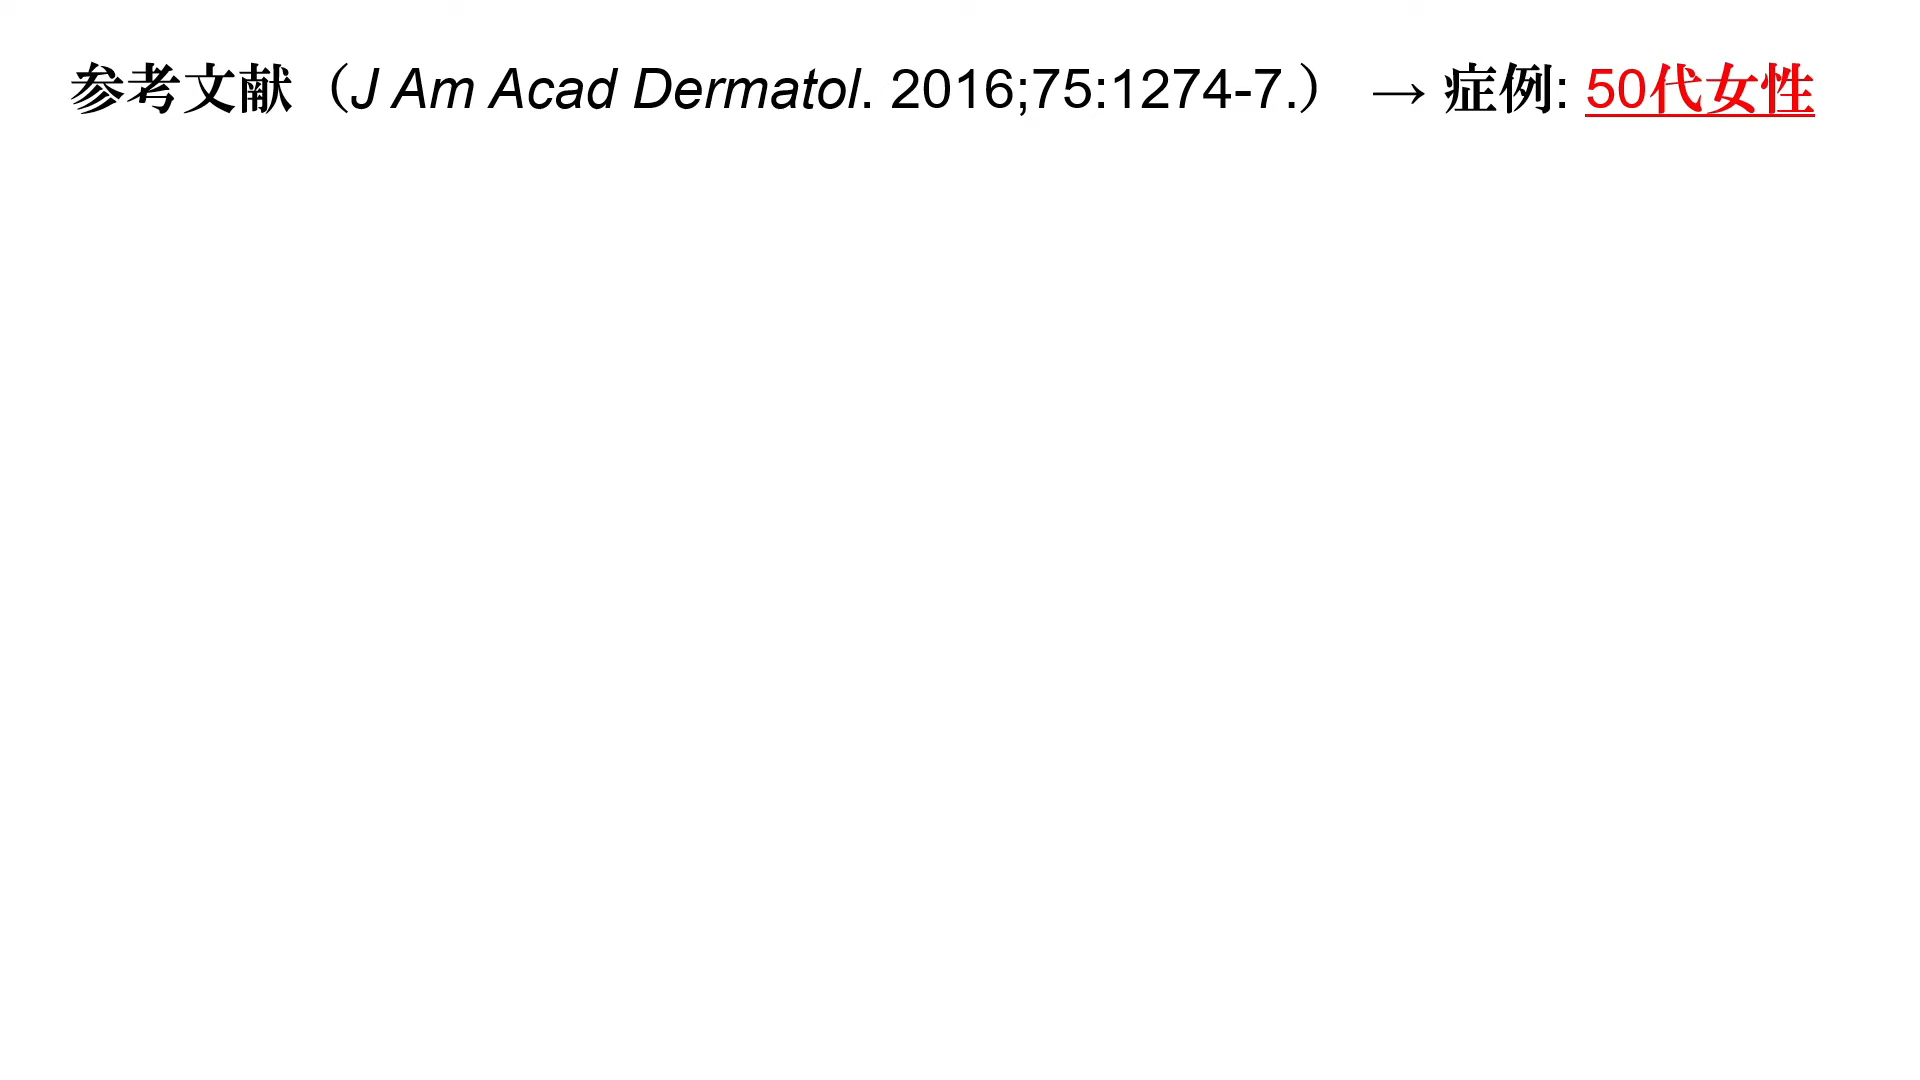 参考文献（J Am Acad Dermatol. 2016;75:1274-7.） → 症例: 50代女性